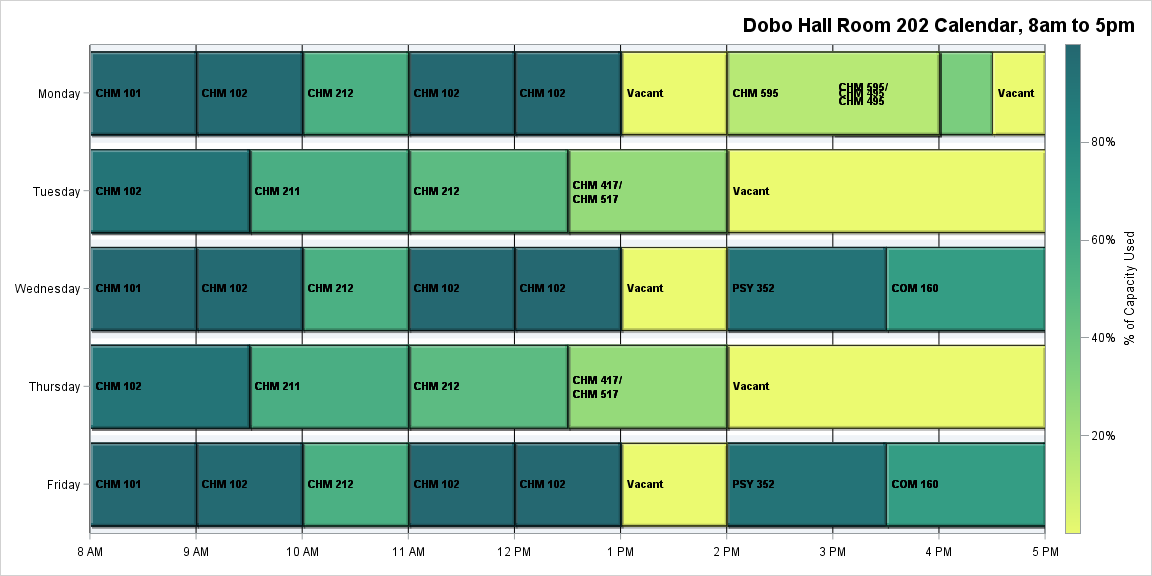 Dobo Hall Room 202 Calendar, 8am to 5pm
Monday
CHM 101
CHM 102
CHM 212
CHM 102
CHM 102
Vacant
CHM 595
CHM 595/
CHM 495
CHM 495
Vacant
Tuesday
CHM 102
CHM 211
CHM 212
CHM 417/
CHM 517
Vacant
Wednesday
CHM 101
CHM 102
CHM 212
CHM 102
CHM 102
Vacant
PSY 352
COM 160
Thursday
CHM 102
CHM 211
CHM 212
CHM 417/
CHM 517
Vacant
Friday
CHM 101
CHM 102
CHM 212
CHM 102
CHM 102
Vacant
PSY 352
COM 160
8 AM
9 AM
10 AM
11 AM
12 PM
1 PM
2 PM
3 PM
4 PM
5 PM
80%
60%
40%
20%
% of Capacity Used